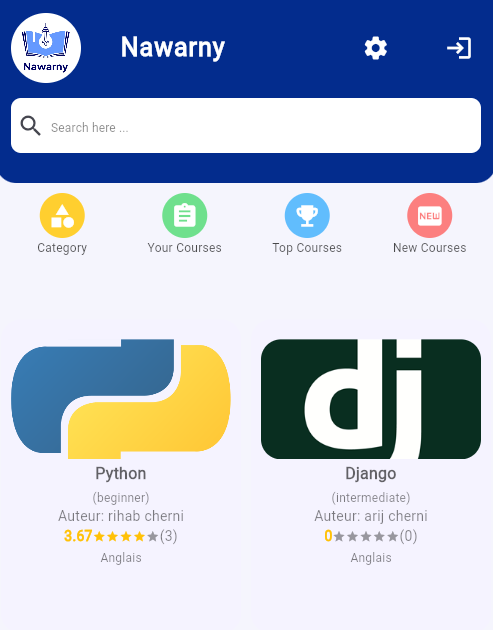 Nawarny
Nawarny
Search here ...
Category
Your Courses
Top Courses
NEW
New Courses
dj
Python
(beginner)
Auteur: rihab cherni
3.67★★★★★(3)
Anglais
Django
(intermediate)
Auteur: arij cherni
0★★★★★(0)
Anglais